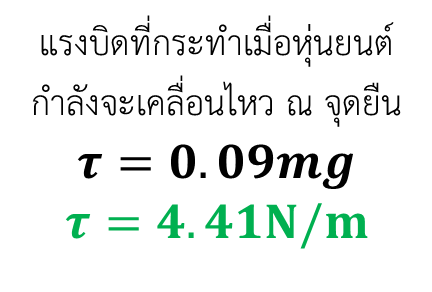 แรงบิดที่กระทำเมื่อหุ่นยนต์
กำลังจะเคลื่อนไหว ณ จุดยืน
τ = 0.09mg
τ = 4.41N/m